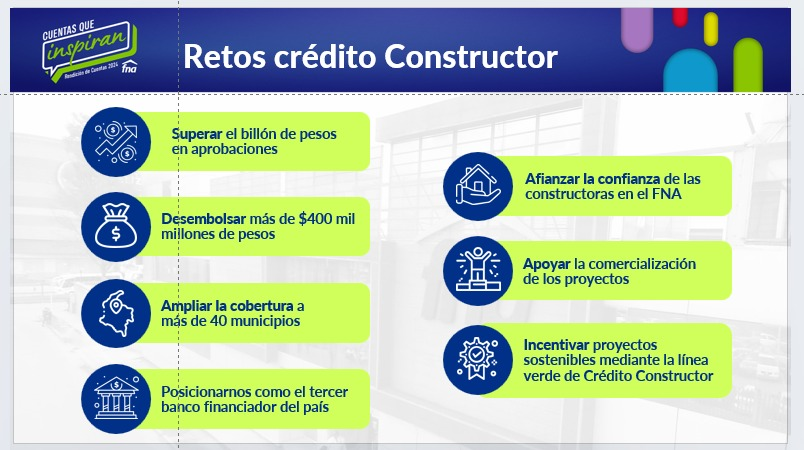 CUENTAS QUE
inspiran
Rendición de Cuentas 2024
fna
Retos crédito Constructor
Superar el billón de pesos
en aprobaciones
Desembolsar más de $400 mil
millones de pesos
Ampliar la cobertura a
más de 40 municipios
Posicionarnos como el tercer
banco financiador del país
Afianzar la confianza de las
constructoras en el FNA
Apoyar la comercialización
de los proyectos
Incentivar proyectos
sostenibles mediante la línea
verde de Crédito Constructor